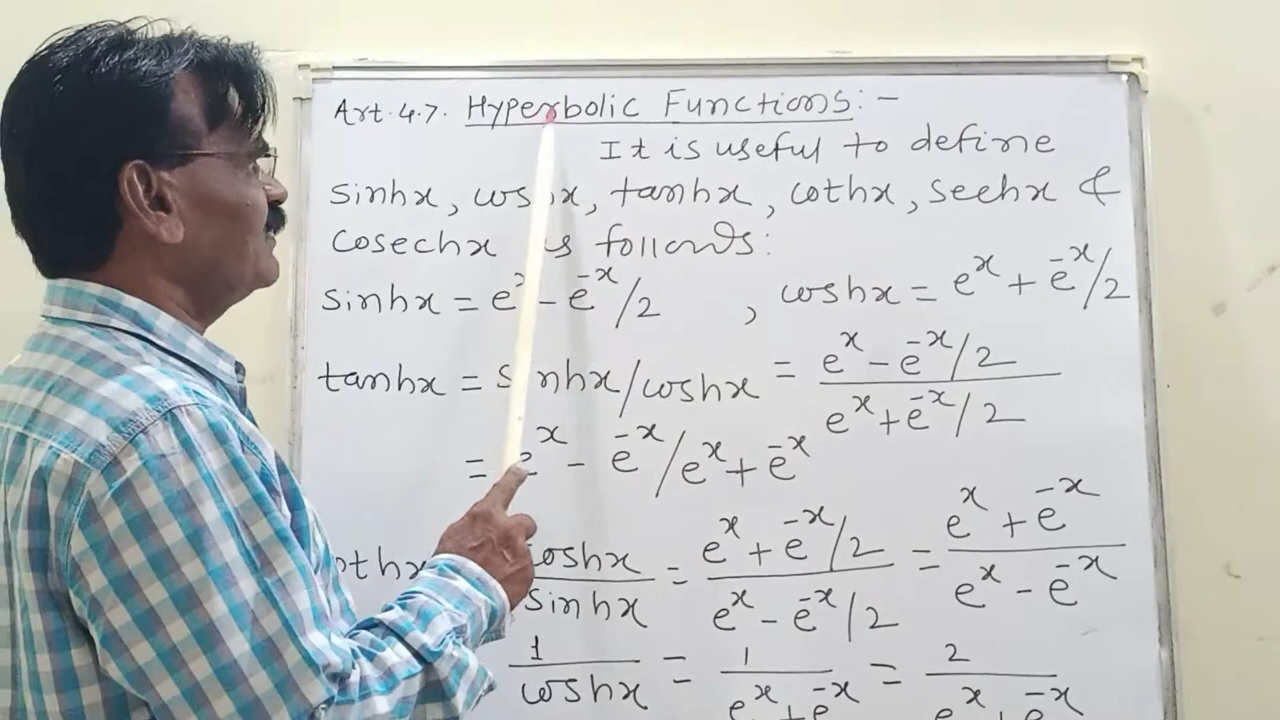 Art. 4.7. Hyperbolic Functions : -
It is useful to define
sinhx, coshx, tanhx, cothx, sechx &
Cosechx as follows:
sinhx = e^x - e^-x/2 , coshx = e^x + e^-x/2
tanhx = sinhx/coshx = e^x - e^-x/2 / e^x + e^-x/2
= e^x - e^-x/e^x + e^-x
othx coshx / sinhx = e^x + e^-x/2 / e^x - e^-x/2 = e^x + e^-x / e^x - e^-x
1 / coshx = 1 / e^x + e^-x = 2 / e^x + e^-x